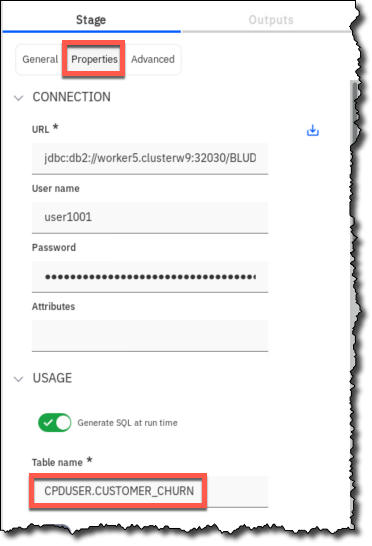 Stage Outputs
General Properties Advanced
CONNECTION
URL *
jdbc:db2://worker5.clusterw9:32030/BLUD
User name
user1001
Password
Attributes
USAGE
Generate SQL at run time
Table name *
CPDUSER.CUSTOMER_CHURN